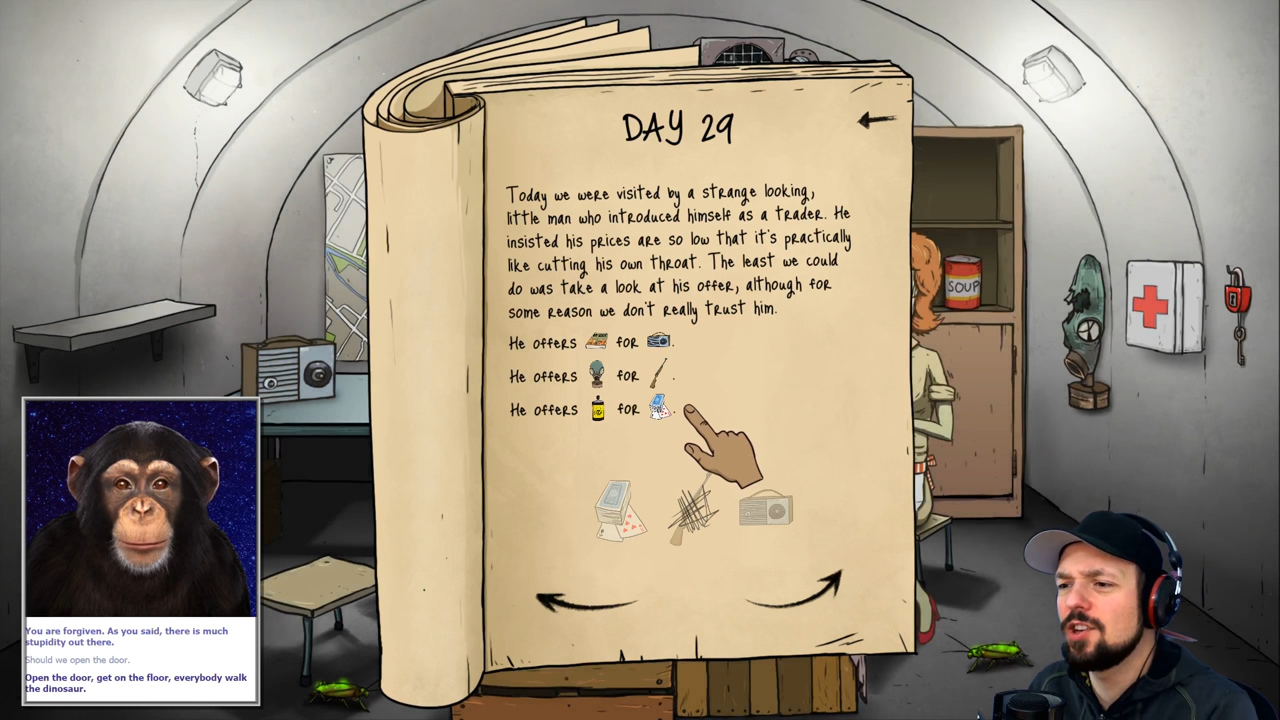 DAY 29
Today we were visited by a strange looking,
little man who introduced himself as a trader. He
insisted his prices are so low that it's practically
like cutting his own throat. The least we could
do was take a look at his offer, although for
some reason we don't really trust him.
He offers for .
He offers for .
He offers for .
SOUP
You are forgiven. As you said, there is much
stupidity out there.
Should we open the door.
Open the door, get on the floor, everybody walk
the dinosaur.